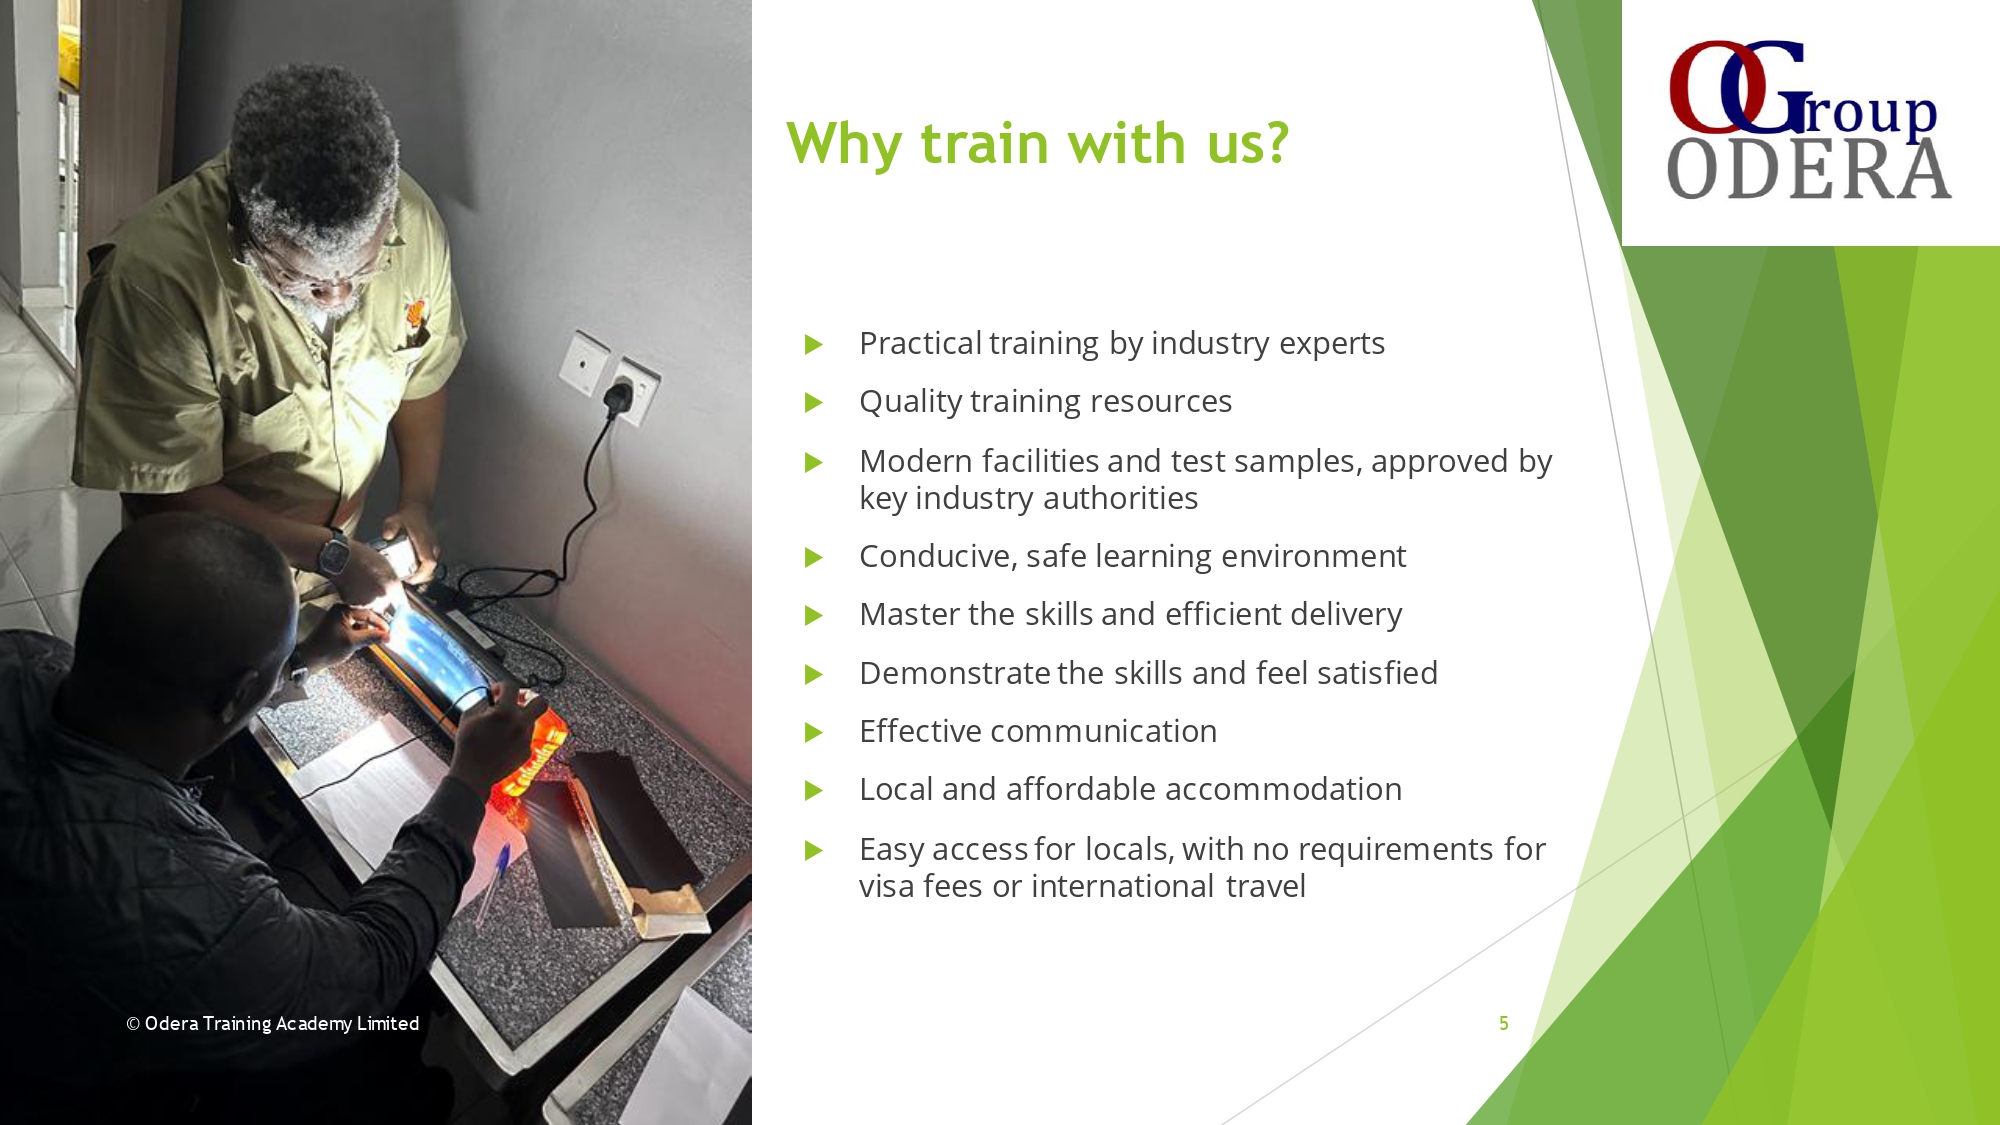 OGroup
ODERA
Why train with us?
Practical training by industry experts
Quality training resources
Modern facilities and test samples, approved by
key industry authorities
Conducive, safe learning environment
Master the skills and efficient delivery
Demonstrate the skills and feel satisfied
Effective communication
Local and affordable accommodation
Easy access for locals, with no requirements for
visa fees or international travel
© Odera Training Academy Limited
5